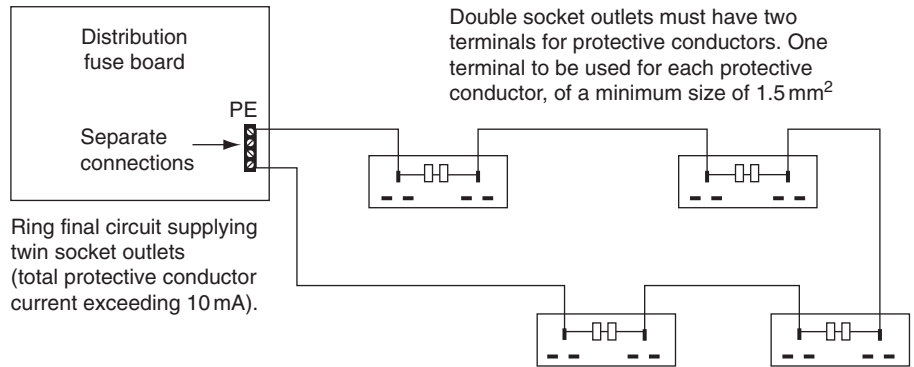 Distribution
fuse board
PE
Separate
connections
Double socket outlets must have two
terminals for protective conductors. One
terminal to be used for each protective
conductor, of a minimum size of 1.5 mm²
Ring final circuit supplying
twin socket outlets
(total protective conductor
current exceeding 10 mA).